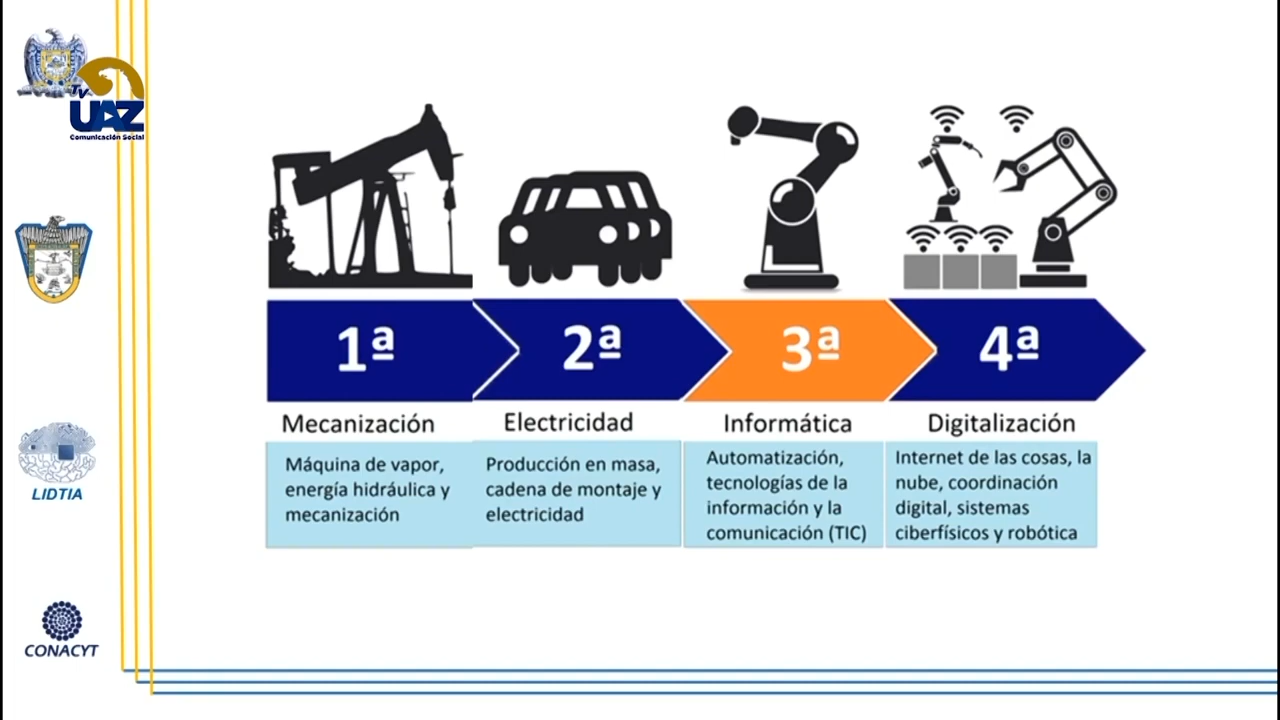 TV
UAZ
Comunicación Social
LIDTIA
CONACYT
1ª
2ª
3ª
4ª
Mecanización
Electricidad
Informática
Digitalización
Máquina de vapor,
energía hidráulica y
mecanización
Producción en masa,
cadena de montaje y
electricidad
Automatización,
tecnologías de la
información y la
comunicación (TIC)
Internet de las cosas, la
nube, coordinación
digital, sistemas
ciberfísicos y robótica